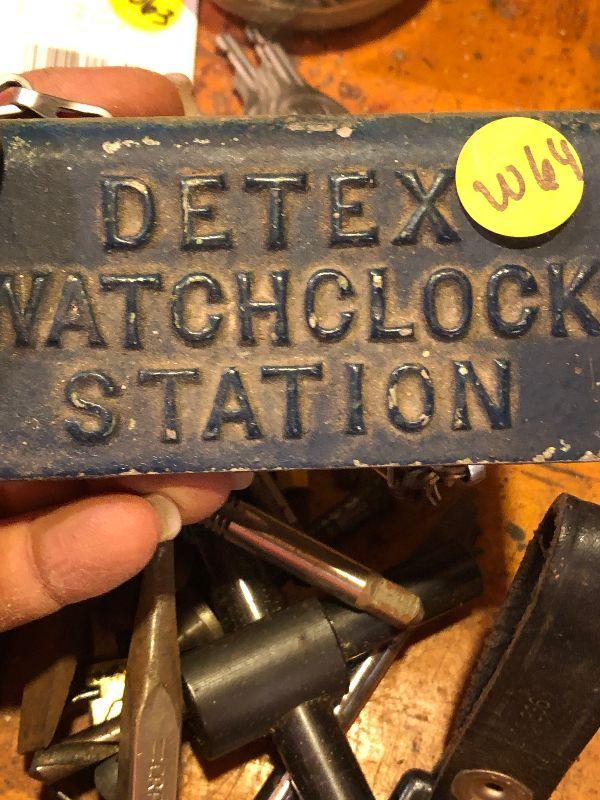 DETEX
WATCHCLOCK
STATION
W64